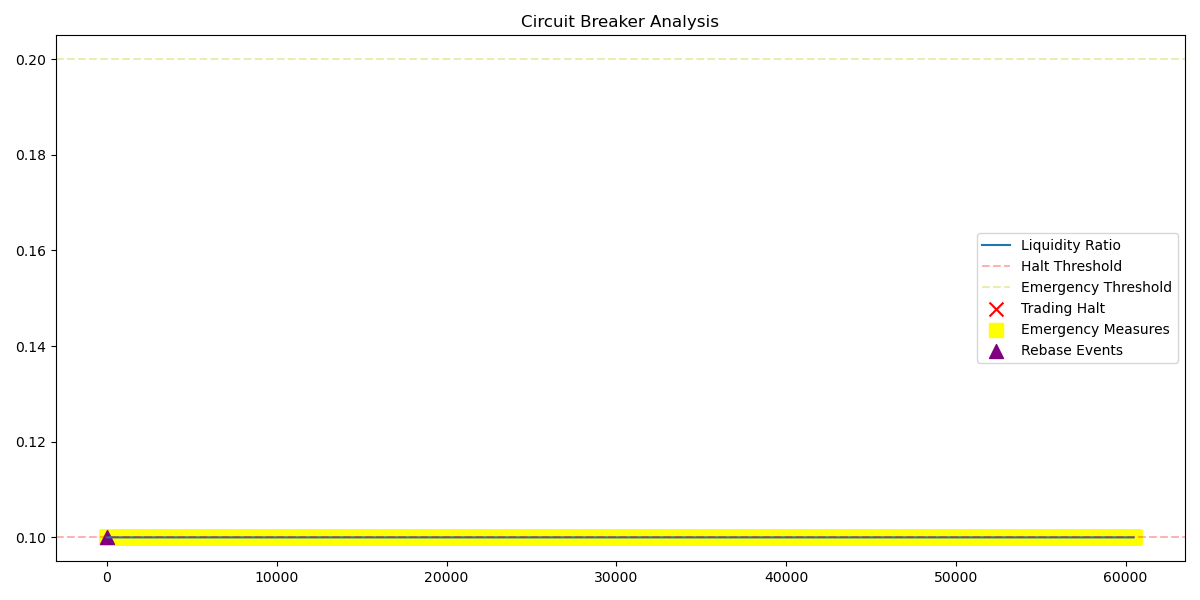 Circuit Breaker Analysis
0.20
0.18
0.16
0.14
0.12
0.10
Liquidity Ratio
Halt Threshold
Emergency Threshold
Trading Halt
Emergency Measures
Rebase Events
0 10000 20000 30000 40000 50000 60000